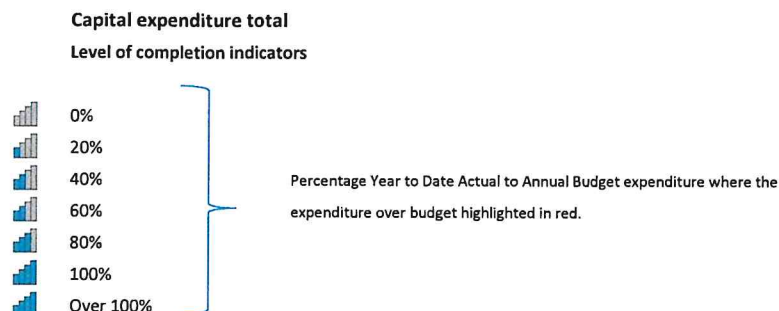 Capital expenditure total
Level of completion indicators
0%
20%
40%
60%
80%
100%
Over 100%
Percentage Year to Date Actual to Annual Budget expenditure where the
expenditure over budget highlighted in red.